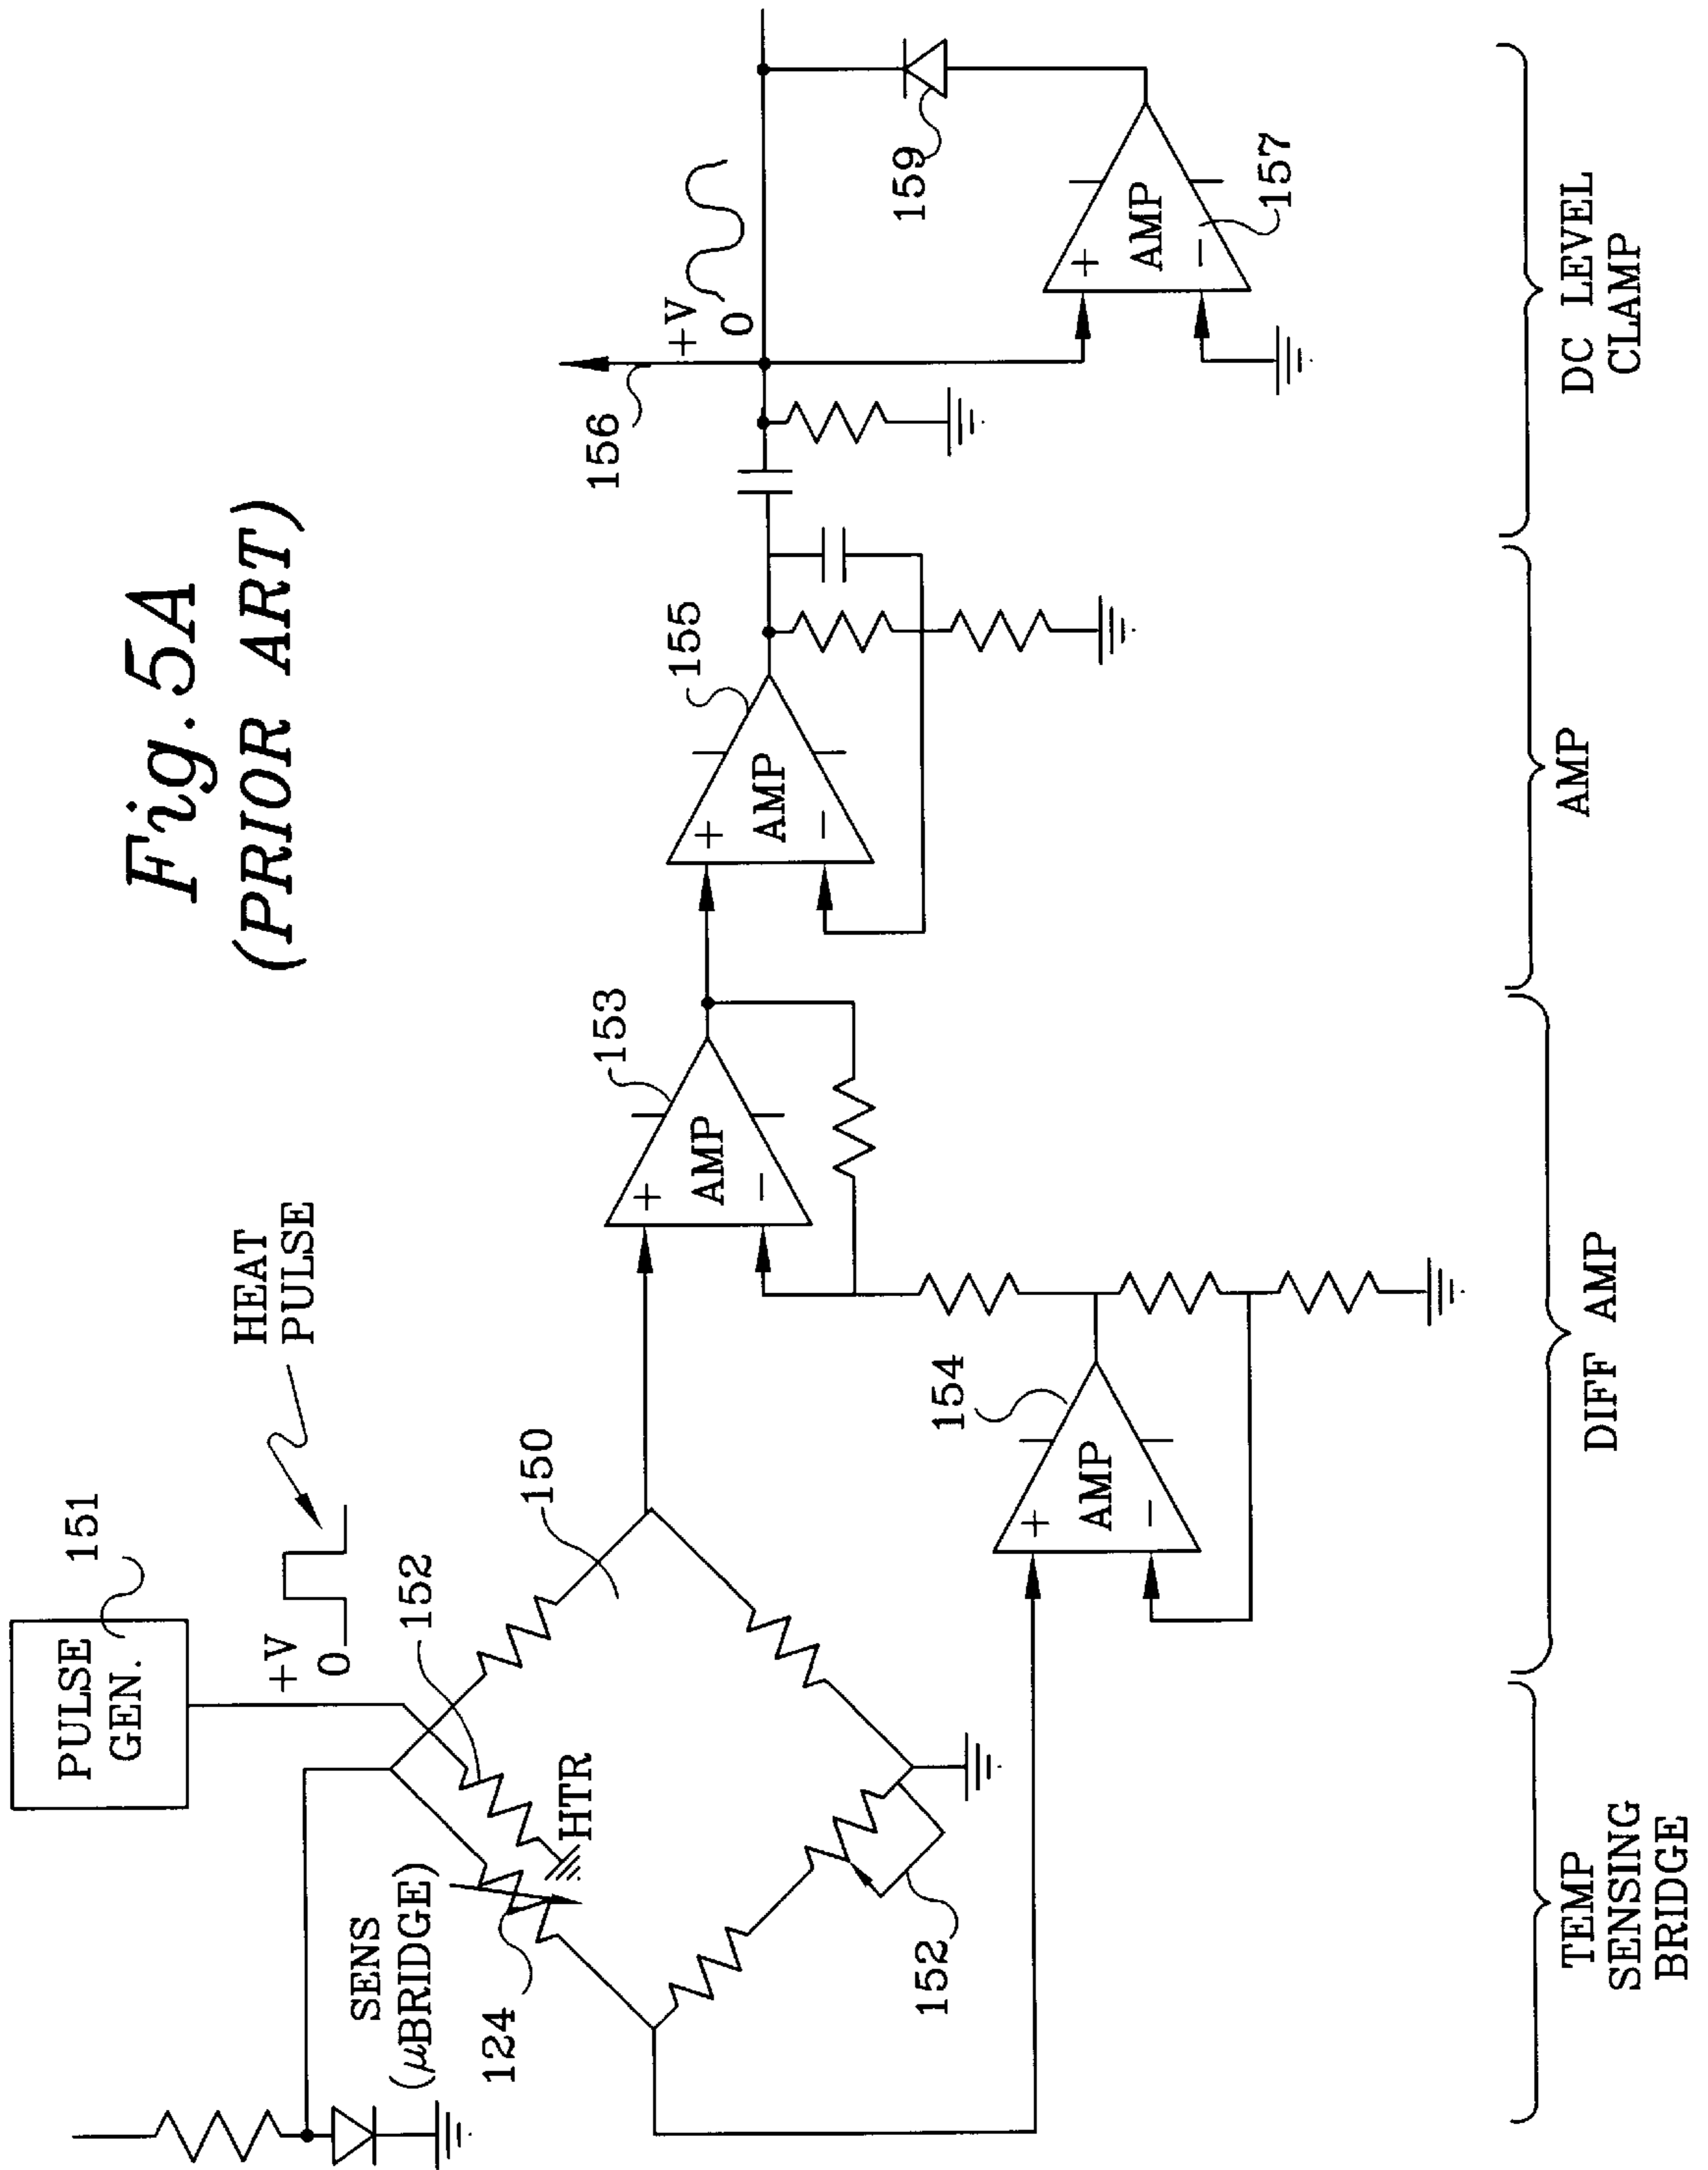 Fig. 5A
(PRIOR ART)
PULSE
GEN.
151
HEAT
PULSE
+V
0
152
150
HTR
SENS
(μBRIDGE)
124
152
153
+
AMP
−
154
+
AMP
−
155
+
AMP
−
156
+V
0
159
+
AMP
−
157
TEMP
SENSING
BRIDGE
DIFF AMP
AMP
DC LEVEL
CLAMP